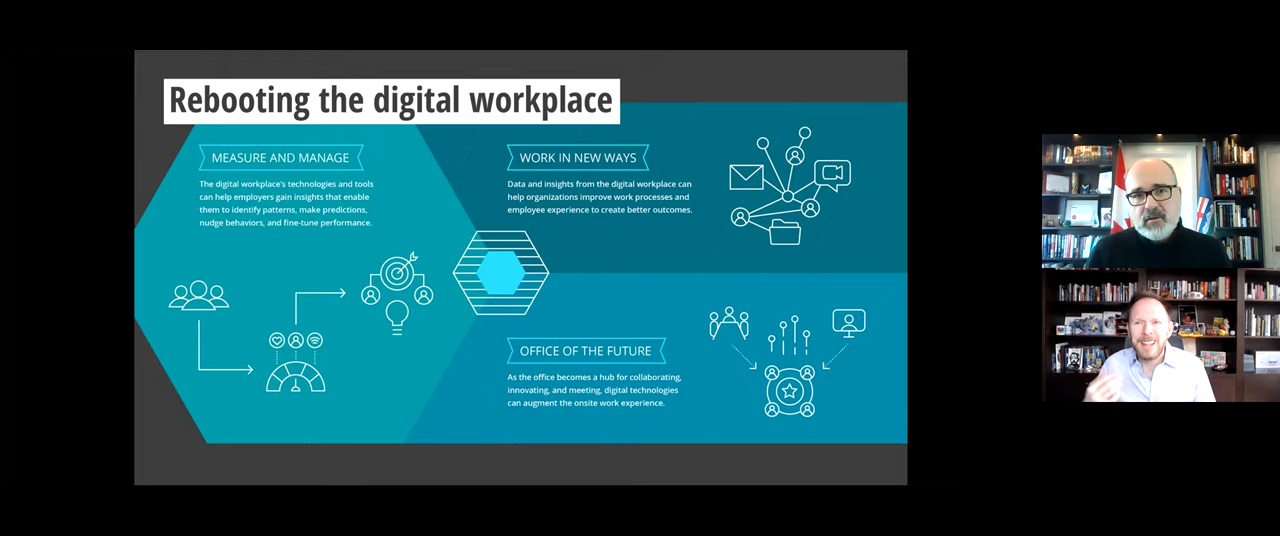 Rebooting the digital workplace
MEASURE AND MANAGE
The digital workplace's technologies and tools
can help employers gain insights that enable
them to identify patterns, make predictions,
nudge behaviors, and fine-tune performance.
WORK IN NEW WAYS
Data and insights from the digital workplace can
help organizations improve work processes and
employee experience to create better outcomes.
OFFICE OF THE FUTURE
As the office becomes a hub for collaborating,
innovating, and meeting, digital technologies
can augment the onsite work experience.